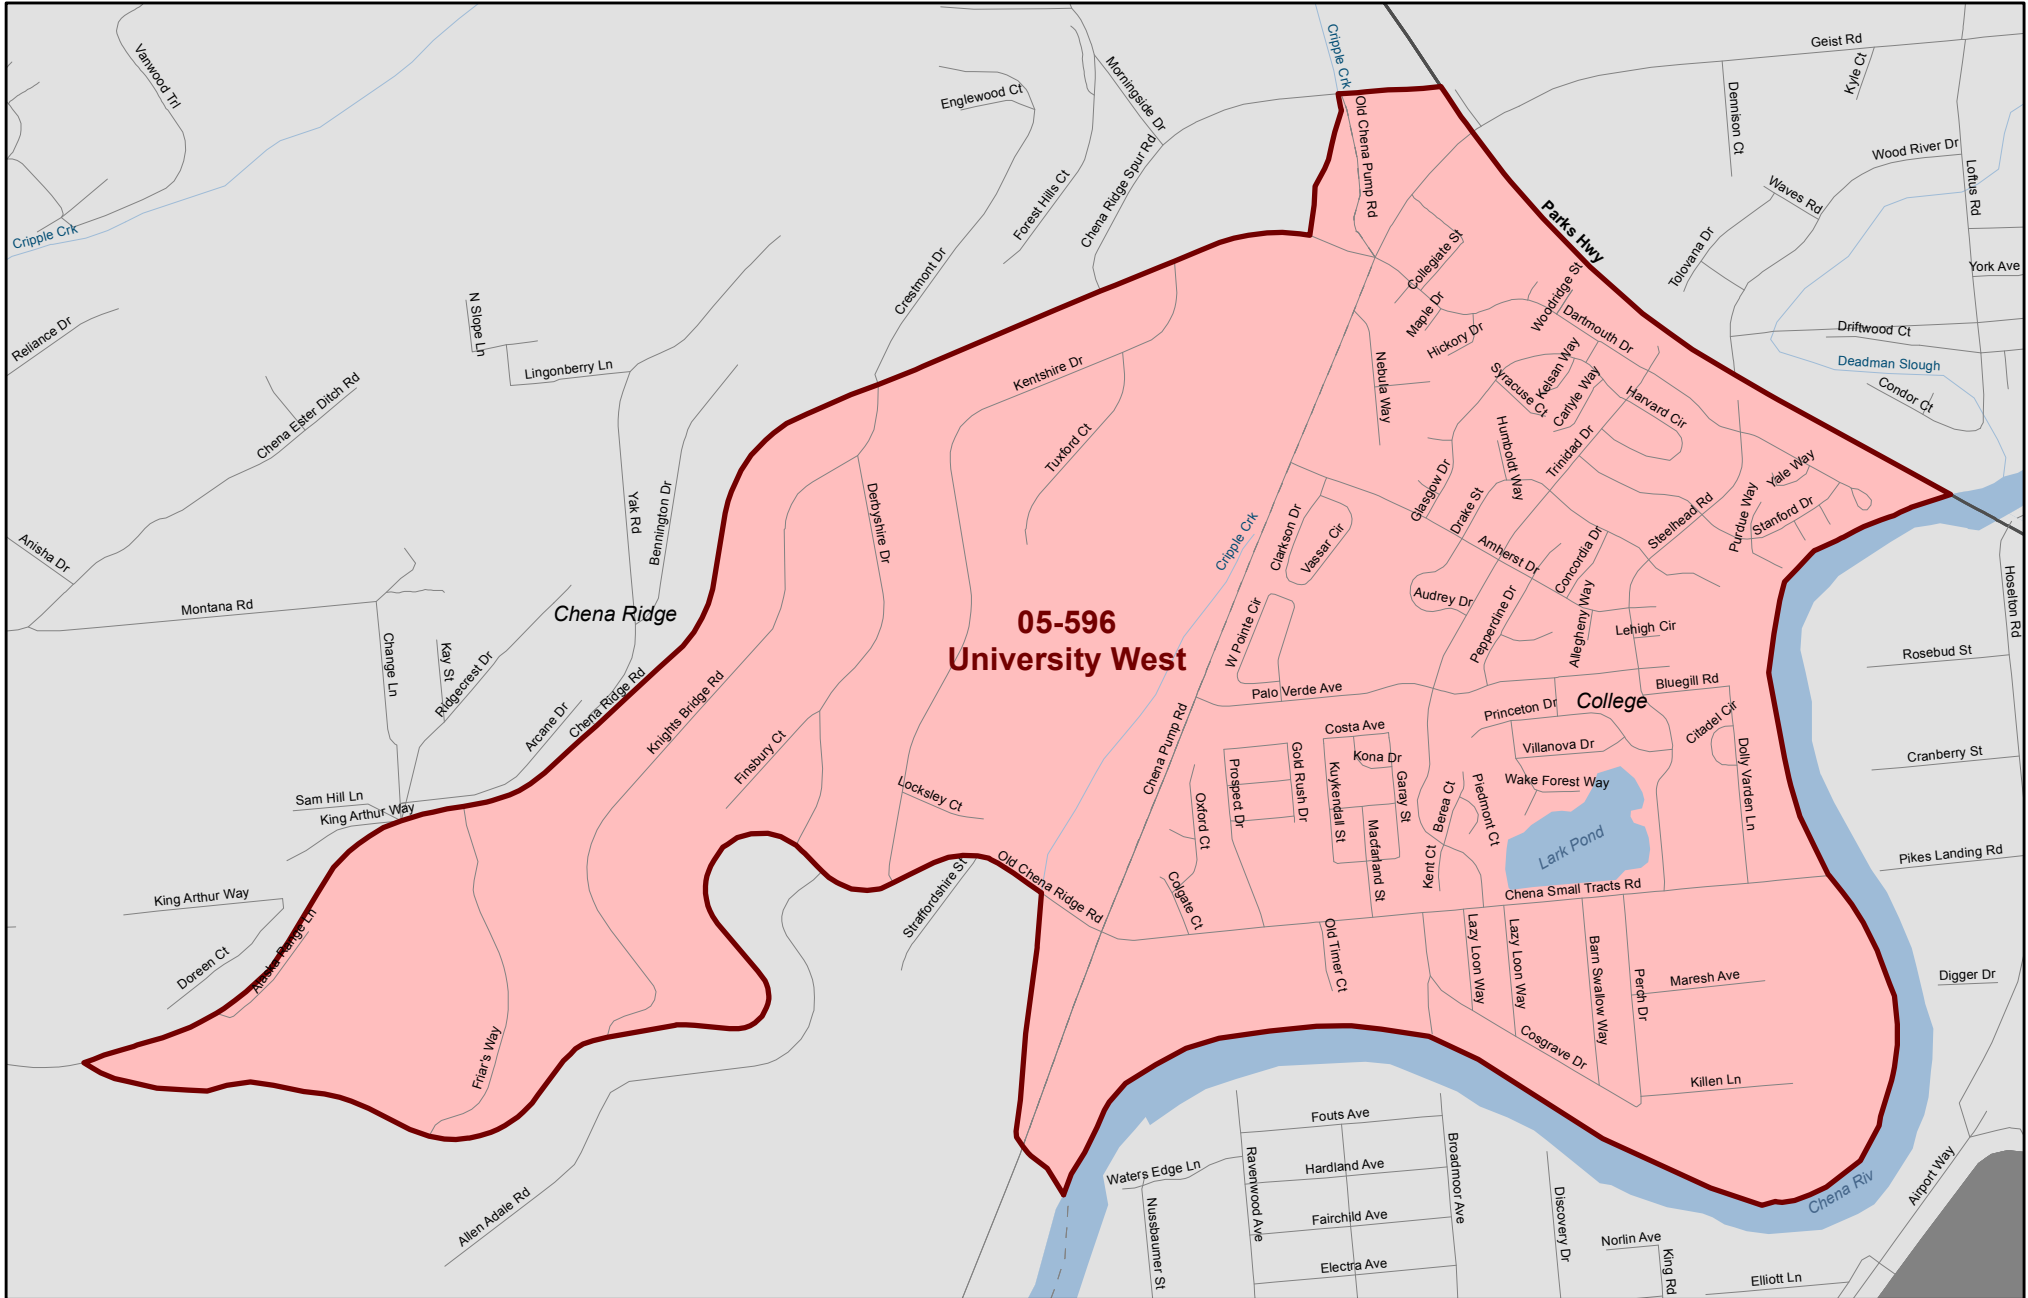 Geist Rd
Kyle Ct
Cripple Crk
Vanwood Trl
Morningside Dr
Englewood Ct
Old Chena Pump Rd
Dennison Ct
Wood River Dr
Loftus Rd
Waves Rd
Chena Ridge Spur Rd
Forest Hills Ct
Parks Hwy
Tolovana Dr
Cripple Crk
York Ave
Collegiate St
Crestmont Dr
Woodridge St
N Slope Ln
Maple Dr
Dartmouth Dr
Driftwood Ct
Reliance Dr
Hickory Dr
Deadman Slough
Lingonberry Ln
Kentshire Dr
Nebula Way
Kelsan Way
Syracuse Ct
Carlyle Way
Harvard Cir
Condor Ct
Chena Ester Ditch Rd
Tuxford Ct
Humboldt Way
Trinidad Dr
Yale Way
Yak Rd
Bennington Dr
Derbyshire Dr
Glasgow Dr
Drake St
Steelhead Rd
Purdue Way
Stanford Dr
Anisha Dr
Cripple Crk
Clarkson Dr
Vassar Cir
Amherst Dr
Concordia Dr
Hoselton Rd
Montana Rd
Chena Ridge
05-596
University West
Audrey Dr
Pepperdine Dr
Allegheny Way
Lehigh Cir
W Pointe Cir
Change Ln
Kay St
Ridgecrest Dr
Rosebud St
Palo Verde Ave
College
Bluegill Rd
Arcane Dr
Chena Ridge Rd
Knights Bridge Rd
Princeton Dr
Citadel Cir
Finsbury Ct
Chena Pump Rd
Costa Ave
Kona Dr
Villanova Dr
Cranberry St
Gold Rush Dr
Prospect Dr
Kuykendall St
Garay St
Wake Forest Way
Dolly Varden Ln
Sam Hill Ln
King Arthur Way
Locksley Ct
Oxford Ct
Macfarland St
Berea Ct
Piedmont Ct
Lark Pond
Kent Ct
Straffordshire St
Old Chena Ridge Rd
Colgate Ct
Chena Small Tracts Rd
Pikes Landing Rd
King Arthur Way
Doreen Ct
Alaska Range Ln
Old Timer Ct
Lazy Loon Way
Lazy Loon Way
Barn Swallow Way
Perch Dr
Maresh Ave
Digger Dr
Friar's Way
Cosgrave Dr
Killen Ln
Fouts Ave
Waters Edge Ln
Ravenwood Ave
Hardland Ave
Broadmoor Ave
Chena Riv
Airport Way
Allen Adale Rd
Nussbaumer St
Fairchild Ave
Discovery Dr
Norlin Ave
King Rd
Electra Ave
Elliott Ln